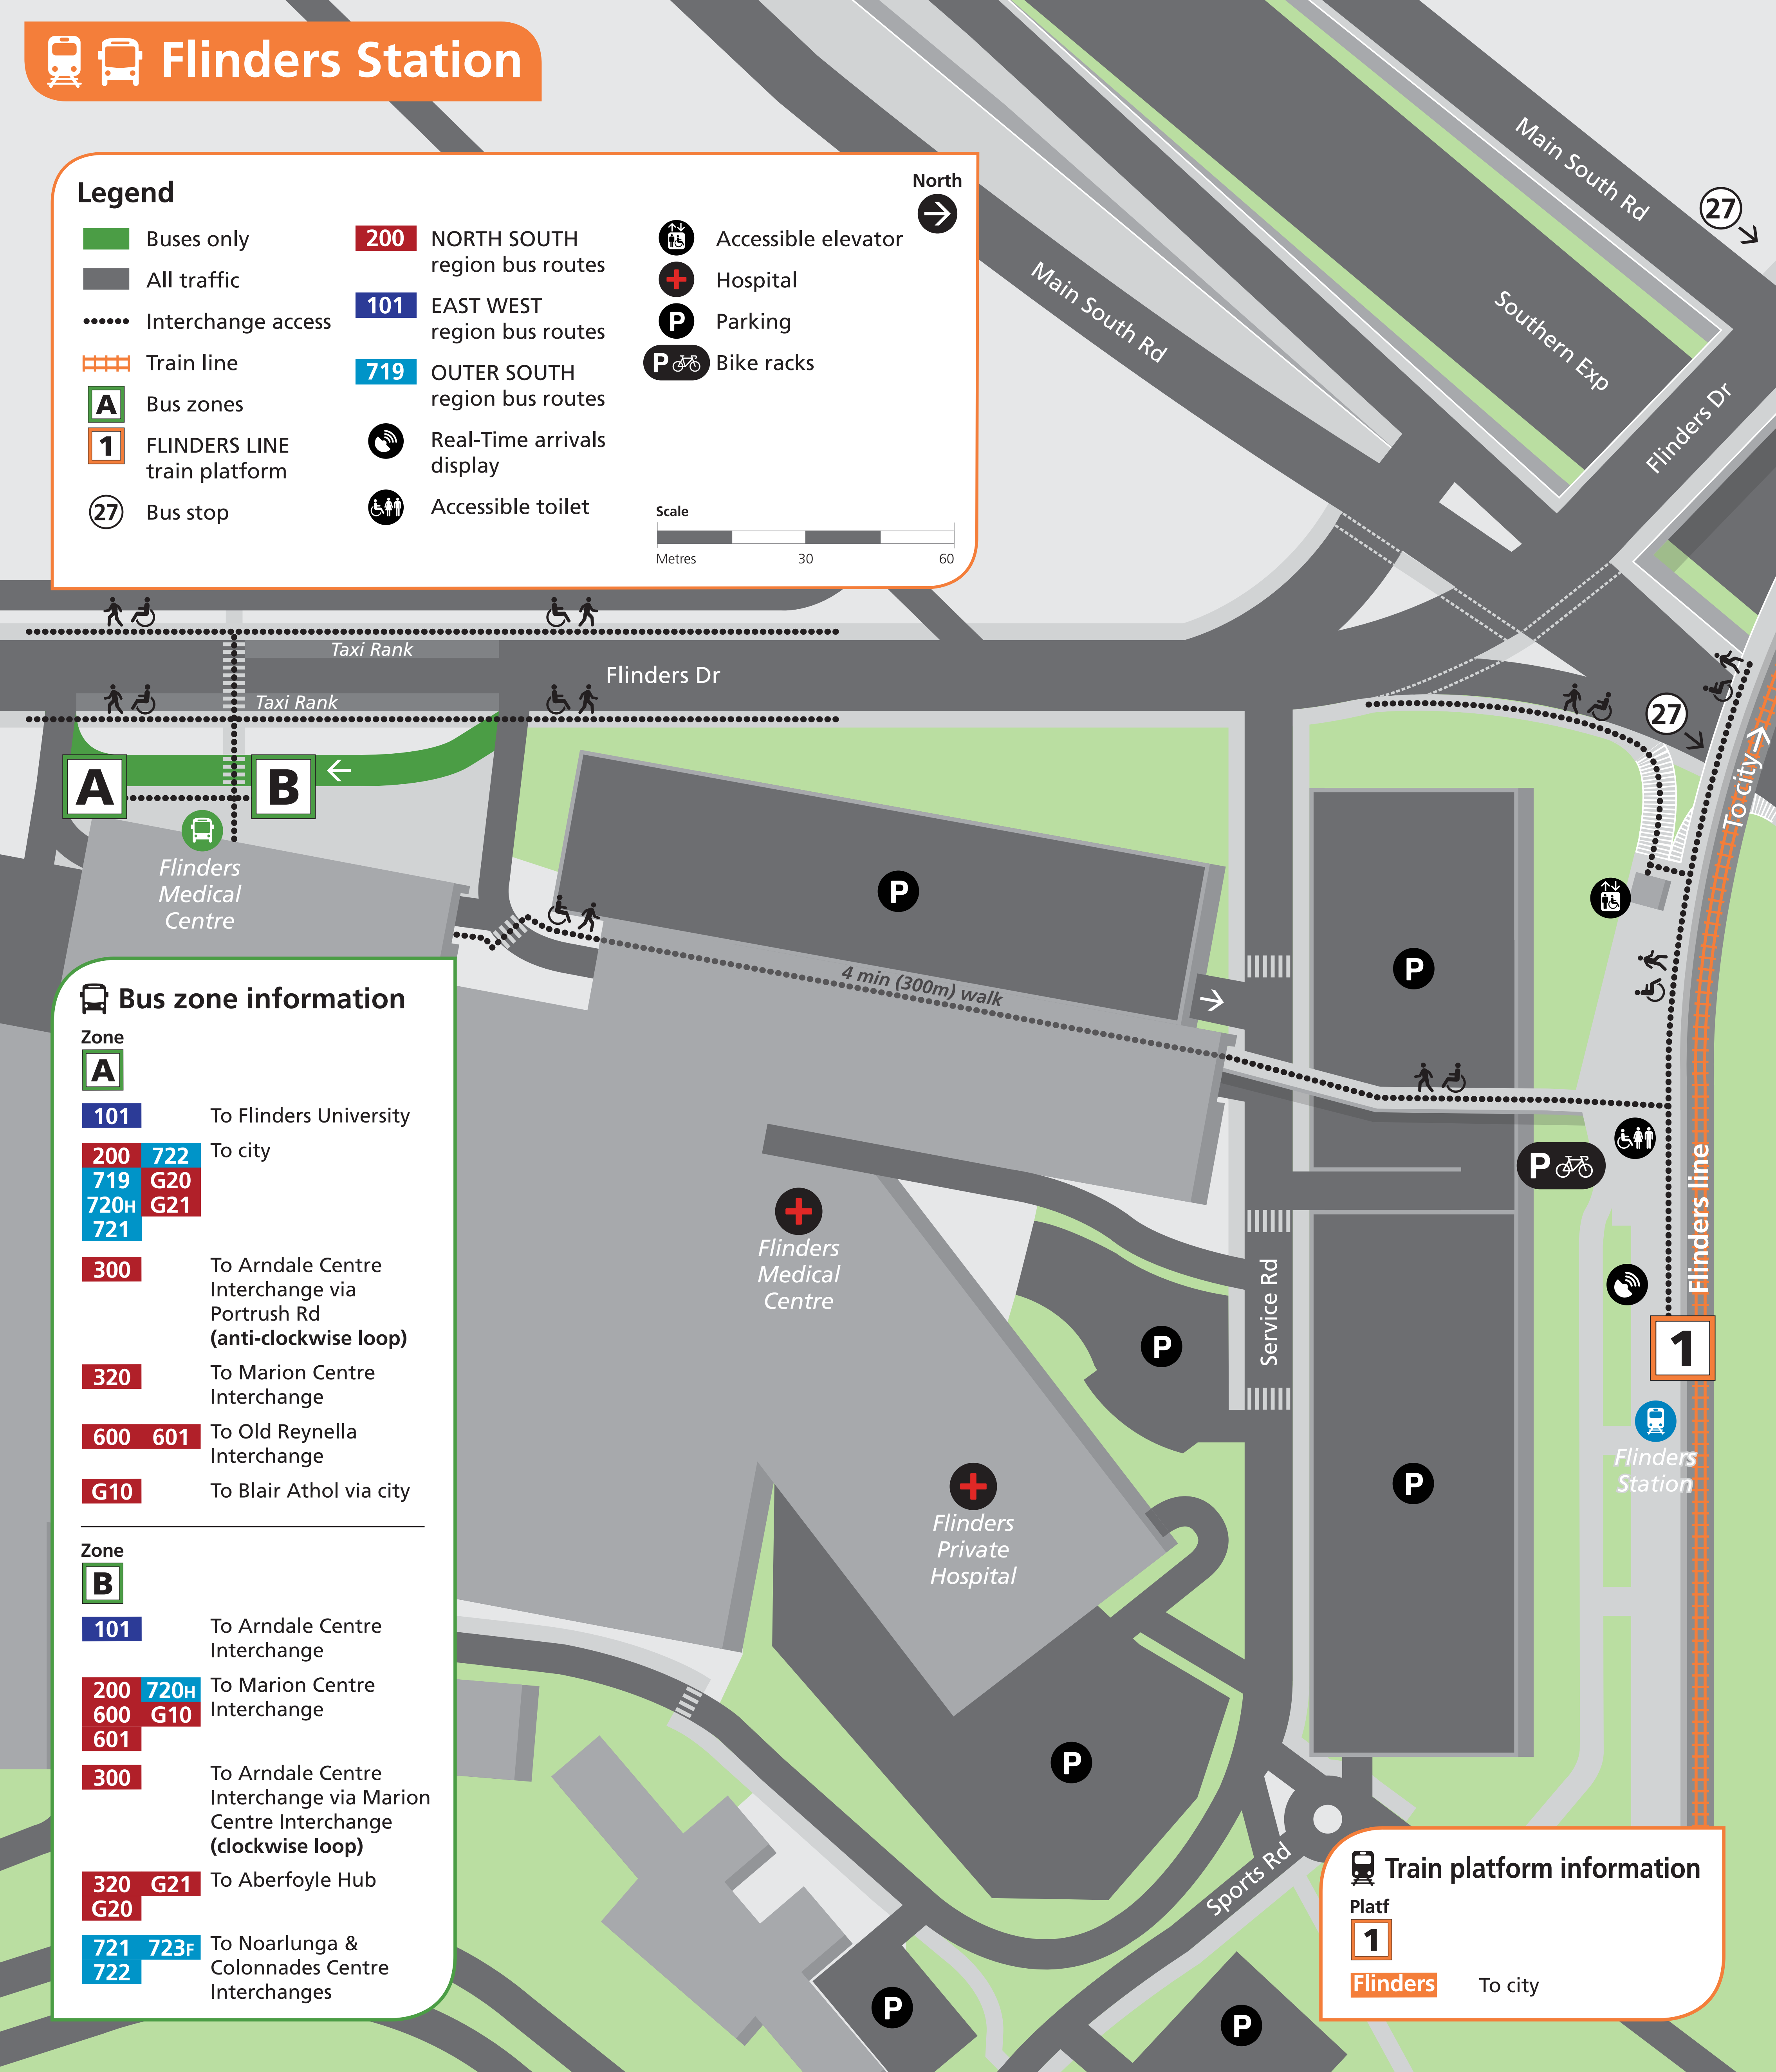 Flinders Station
Legend
North
Buses only
All traffic
Interchange access
Train line
A
Bus zones
1
FLINDERS LINE
train platform
27
Bus stop
200
NORTH SOUTH
region bus routes
101
EAST WEST
region bus routes
719
OUTER SOUTH
region bus routes
Real-Time arrivals
display
Accessible toilet
Accessible elevator
Hospital
P
Parking
P
Bike racks
Scale
Metres 30 60
Main South Rd
27
Main South Rd
Southern Exp
Flinders Dr
Taxi Rank
Flinders Dr
Taxi Rank
27
To city
A
B
Flinders
Medical
Centre
P
P
4 min (300m) walk
P
Flinders line
Flinders
Medical
Centre
Service Rd
P
1
Flinders
Station
P
Flinders
Private
Hospital
P
Sports Rd
P
P
Bus zone information
Zone
A
101 To Flinders University
200 722 To city
719 G20
720H G21
721
300 To Arndale Centre
Interchange via
Portrush Rd
(anti-clockwise loop)
320 To Marion Centre
Interchange
600 601 To Old Reynella
Interchange
G10 To Blair Athol via city
Zone
B
101 To Arndale Centre
Interchange
200 720H To Marion Centre
600 G10 Interchange
601
300 To Arndale Centre
Interchange via Marion
Centre Interchange
(clockwise loop)
320 G21 To Aberfoyle Hub
G20
721 723F To Noarlunga &
722 Colonnades Centre
Interchanges
Train platform information
Platf
1
Flinders To city